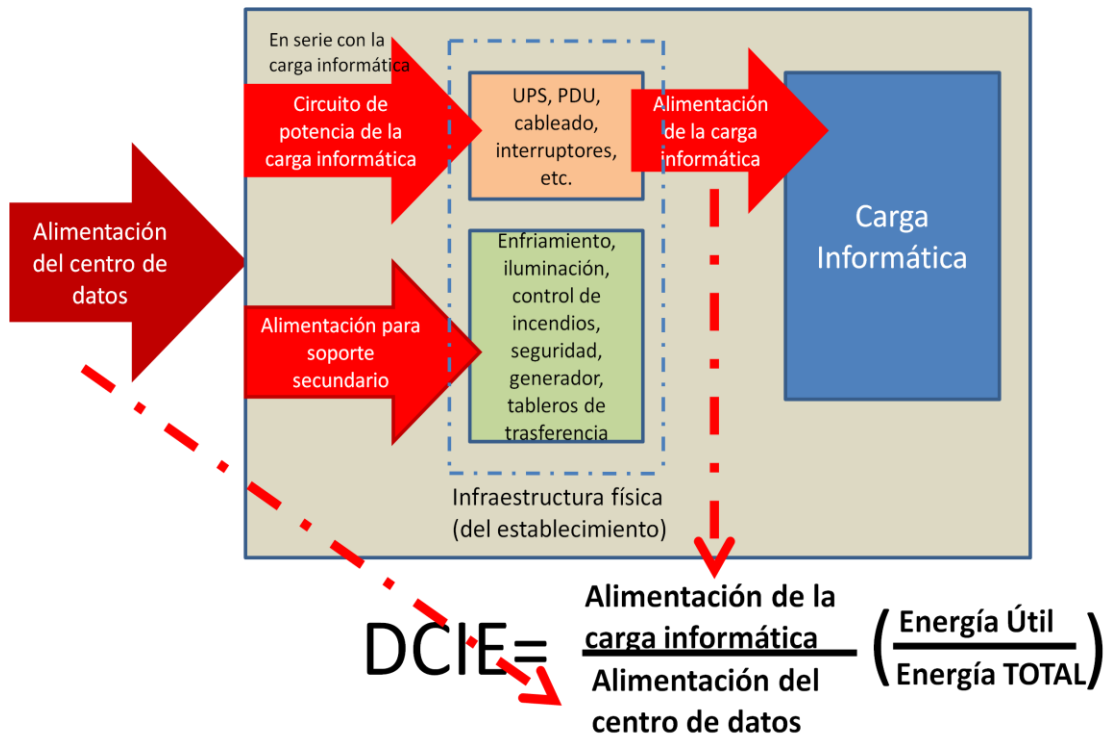 En serie con la
carga informática
Circuito de
potencia de la
carga informática
UPS, PDU,
cableado,
interruptores,
etc.
Alimentación
de la carga
informática
Carga
Informática
Alimentación
del centro de
datos
Alimentación para
soporte
secundario
Enfriamiento,
iluminación,
control de
incendios,
seguridad,
generador,
tableros de
trasferencia
Infraestructura física
(del establecimiento)
DCIE=
Alimentación de la
carga informática
Alimentación del
centro de datos
(Energía Útil
Energía TOTAL)